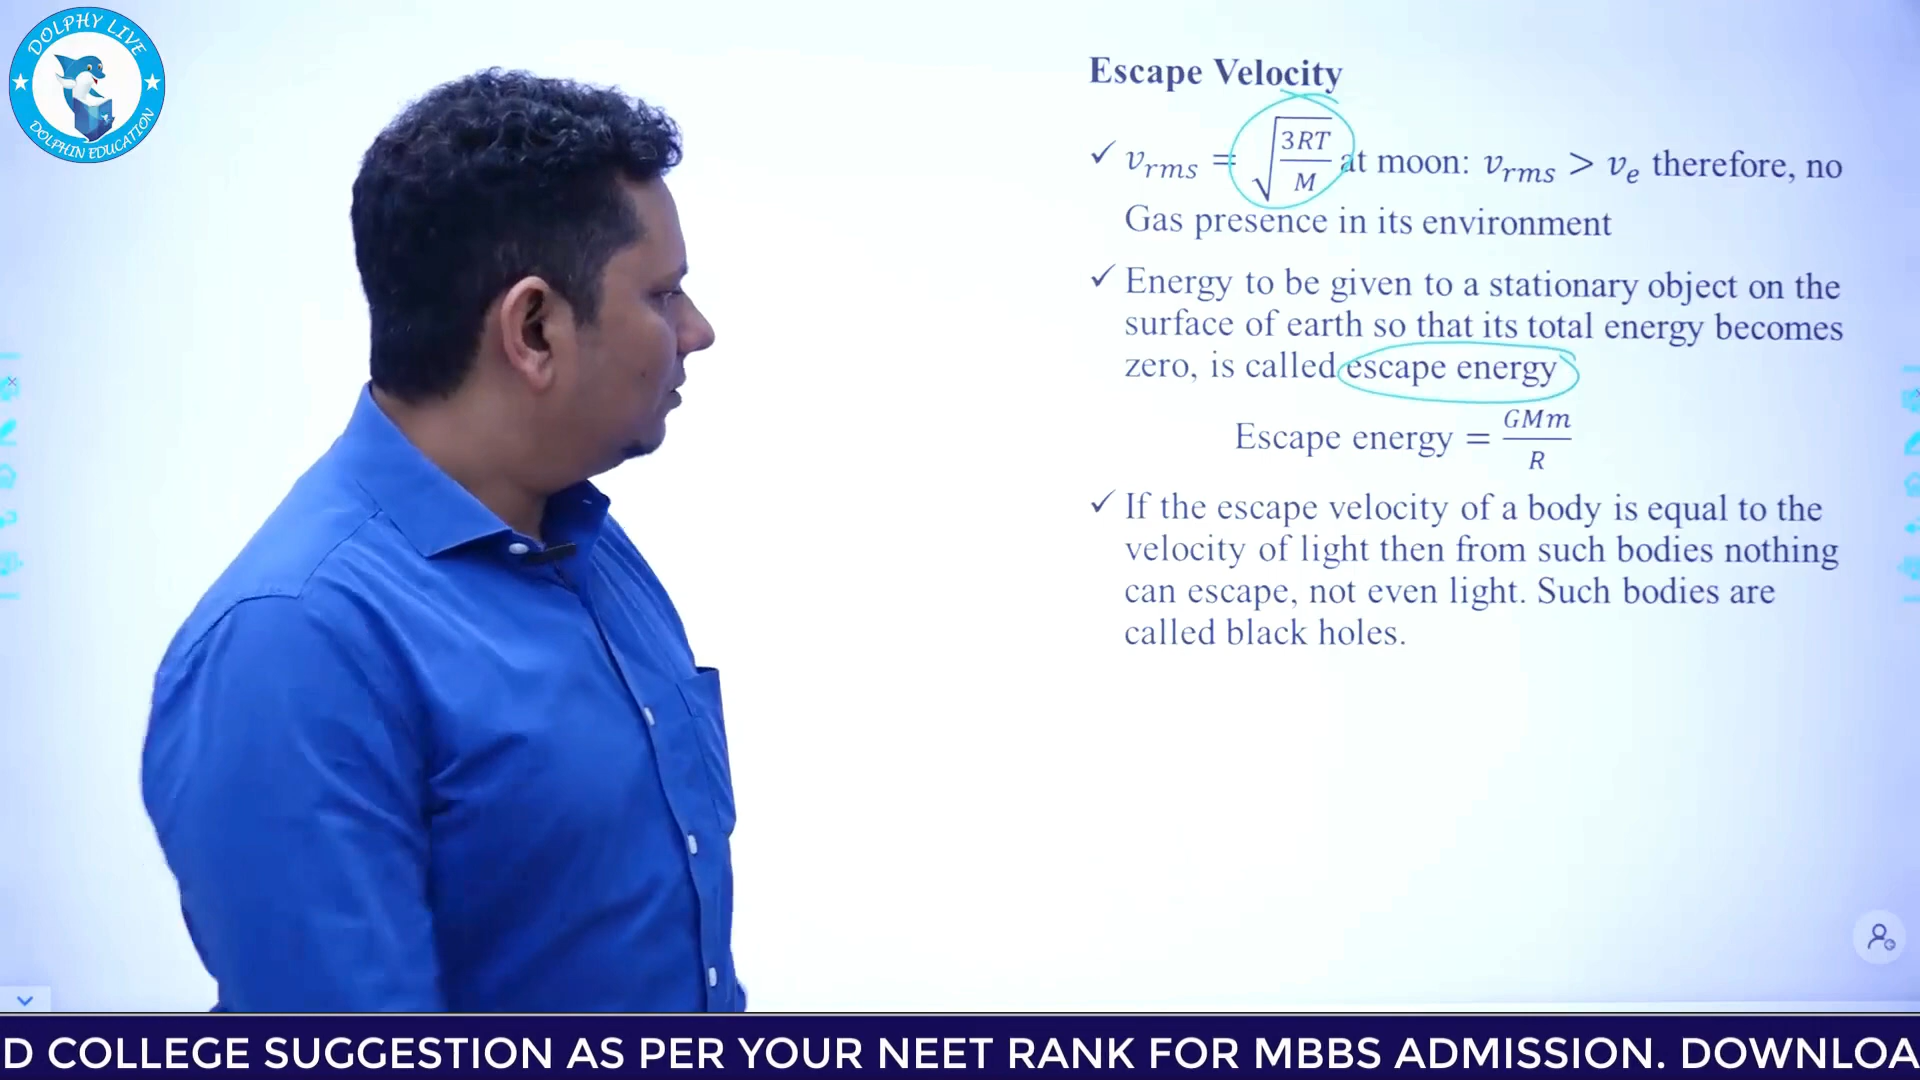 DOLPHY LIVE
DOLPHIN EDUCATION
Escape Velocity
✓ v_rms = √(3RT/M) at moon: v_rms > v_e therefore, no
Gas presence in its environment
✓ Energy to be given to a stationary object on the
surface of earth so that its total energy becomes
zero, is called escape energy
Escape energy = GMm/R
✓ If the escape velocity of a body is equal to the
velocity of light then from such bodies nothing
can escape, not even light. Such bodies are
called black holes.
D COLLEGE SUGGESTION AS PER YOUR NEET RANK FOR MBBS ADMISSION. DOWNLOA